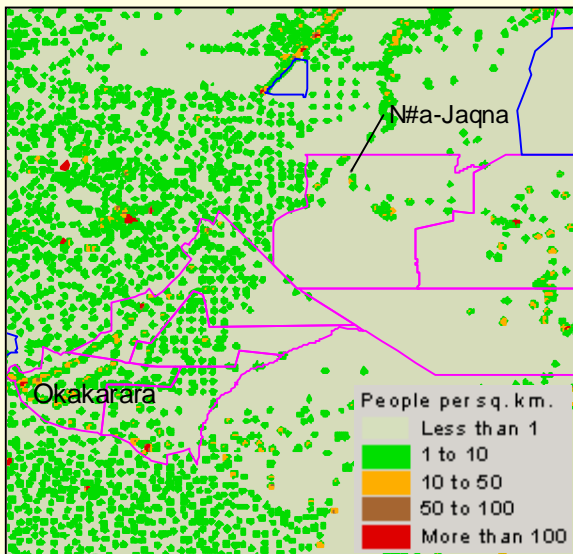 N#a-Jaqna
Okakarara
People per sq. km.
Less than 1
1 to 10
10 to 50
50 to 100
More than 100